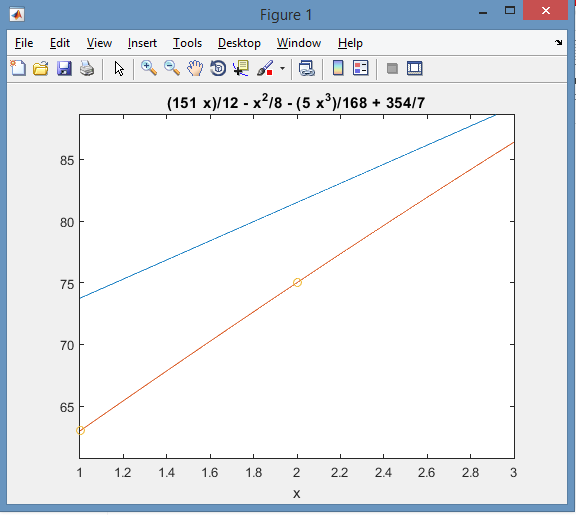 Figure 1
File Edit View Insert Tools Desktop Window Help
(151 x)/12 - x²/8 - (5 x³)/168 + 354/7
85
80
75
70
65
1 1.2 1.4 1.6 1.8 2 2.2 2.4 2.6 2.8 3
x